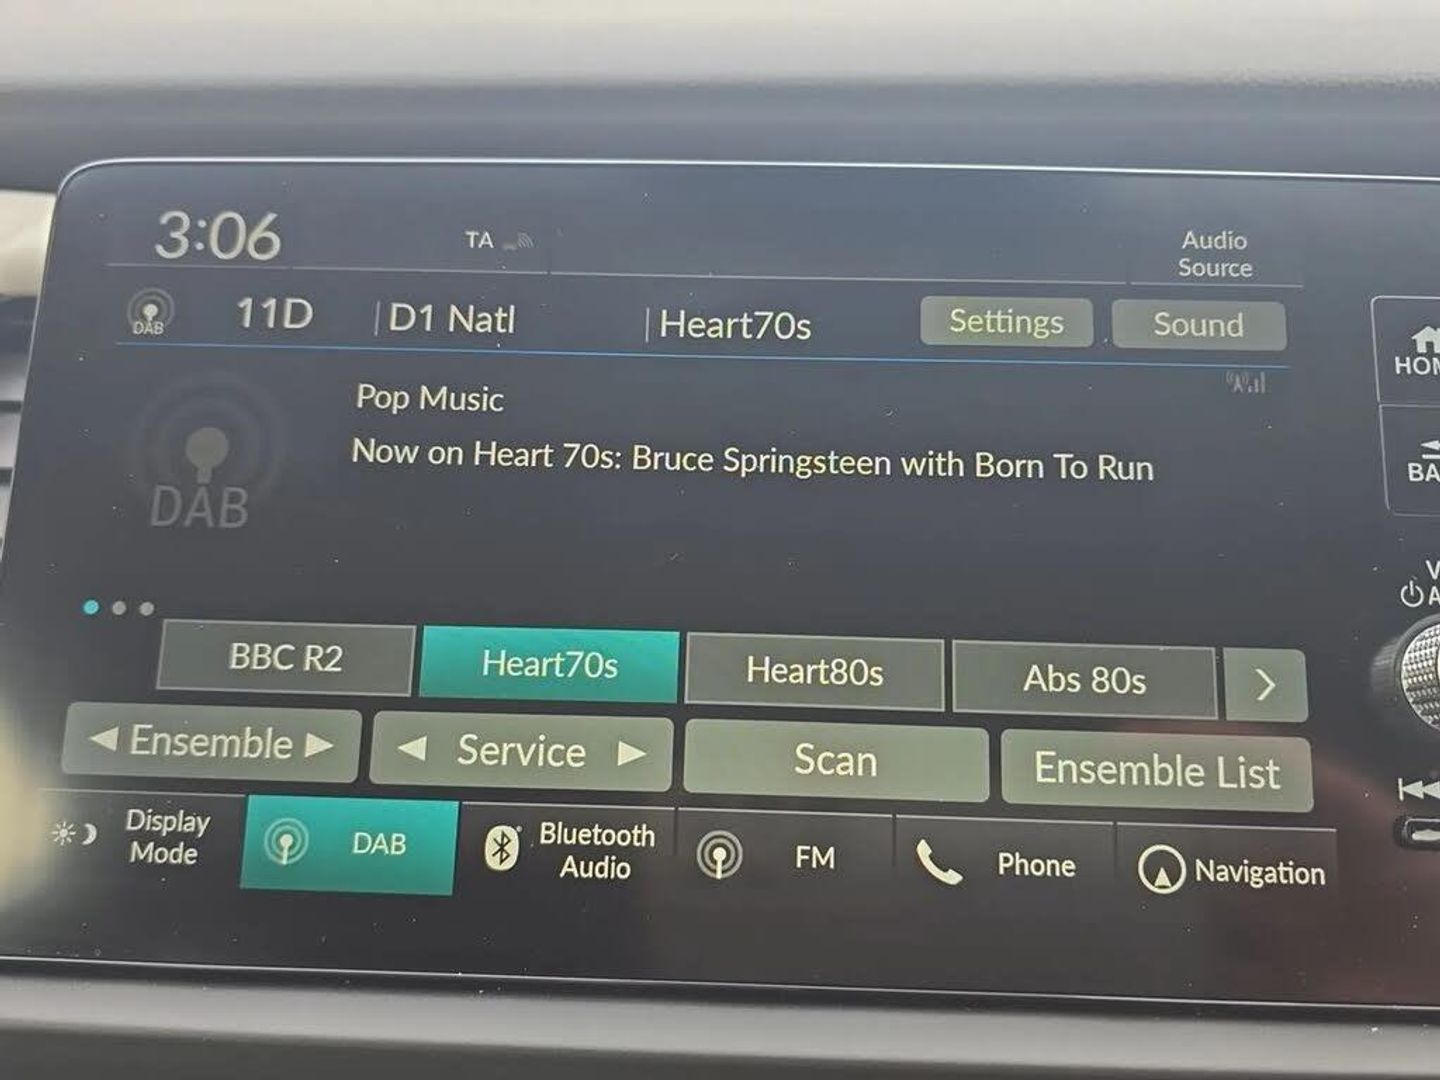 3:06
TA
Audio
Source
DAB
11D
D1 Natl
Heart70s
Settings
Sound
Pop Music
Now on Heart 70s: Bruce Springsteen with Born To Run
DAB
BBC R2
Heart70s
Heart80s
Abs 80s
Ensemble
Service
Scan
Ensemble List
Display
Mode
DAB
Bluetooth
Audio
FM
Phone
Navigation